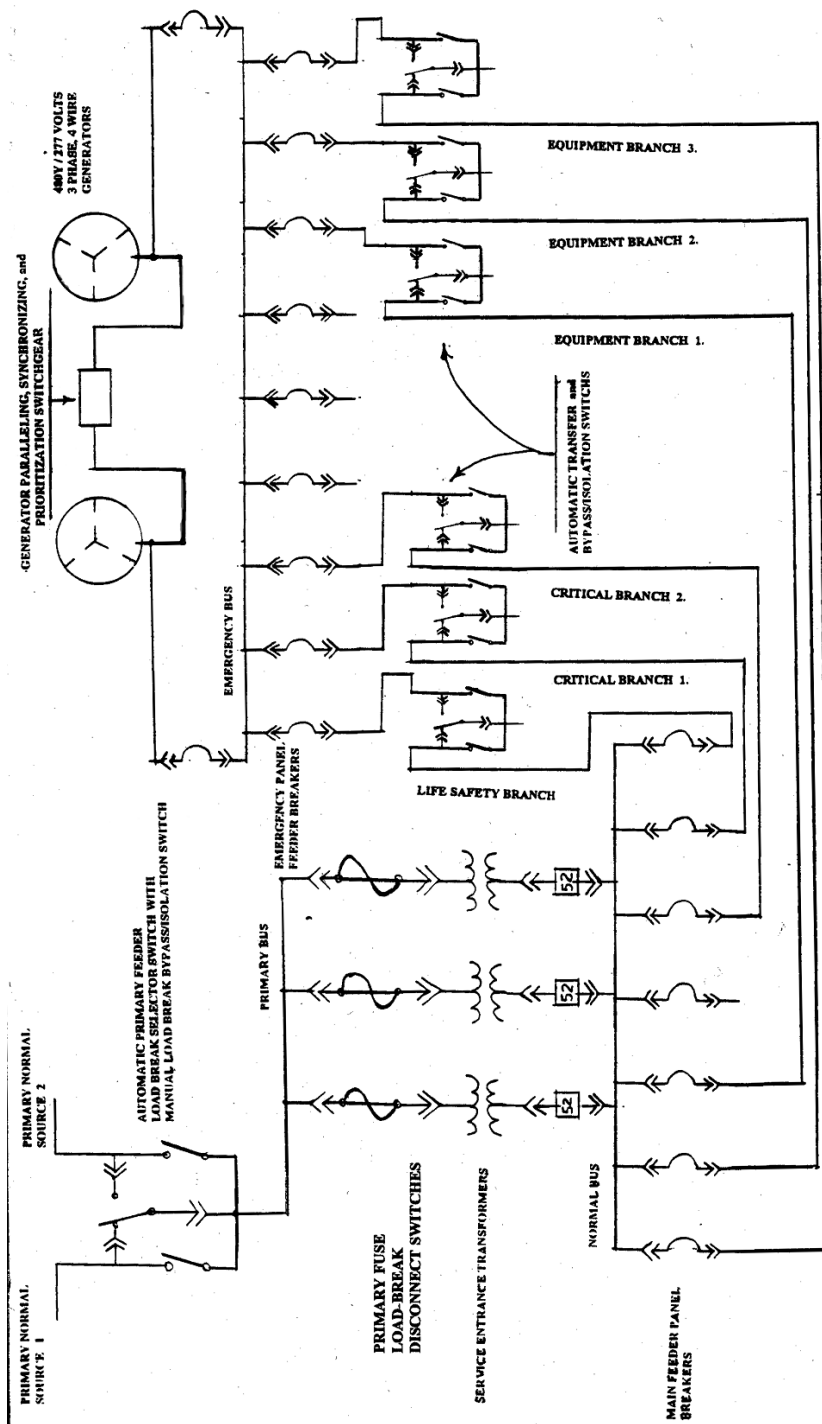 PRIMARY NORMAL
SOURCE 1
PRIMARY NORMAL
SOURCE 2
AUTOMATIC PRIMARY FEEDER
LOAD BREAK SELECTOR SWITCH WITH
MANUAL LOAD BREAK BYPASS/ISOLATION SWITCH
GENERATOR PARALLELING, SYNCHRONIZING, and
PRIORITIZATION SWITCHGEAR
480Y / 277 VOLTS
3 PHASE, 4 WIRE
GENERATORS
EMERGENCY BUS
PRIMARY BUS
EMERGENCY PANEL
FEEDER BREAKERS
PRIMARY FUSE
LOAD-BREAK
DISCONNECT SWITCHES
SERVICE ENTRANCE TRANSFORMERS
52
52
52
NORMAL BUS
MAIN FEEDER PANEL
BREAKERS
LIFE SAFETY BRANCH
CRITICAL BRANCH 1.
CRITICAL BRANCH 2.
AUTOMATIC TRANSFER and
BYPASS/ISOLATION SWITCHS
EQUIPMENT BRANCH 1.
EQUIPMENT BRANCH 2.
EQUIPMENT BRANCH 3.